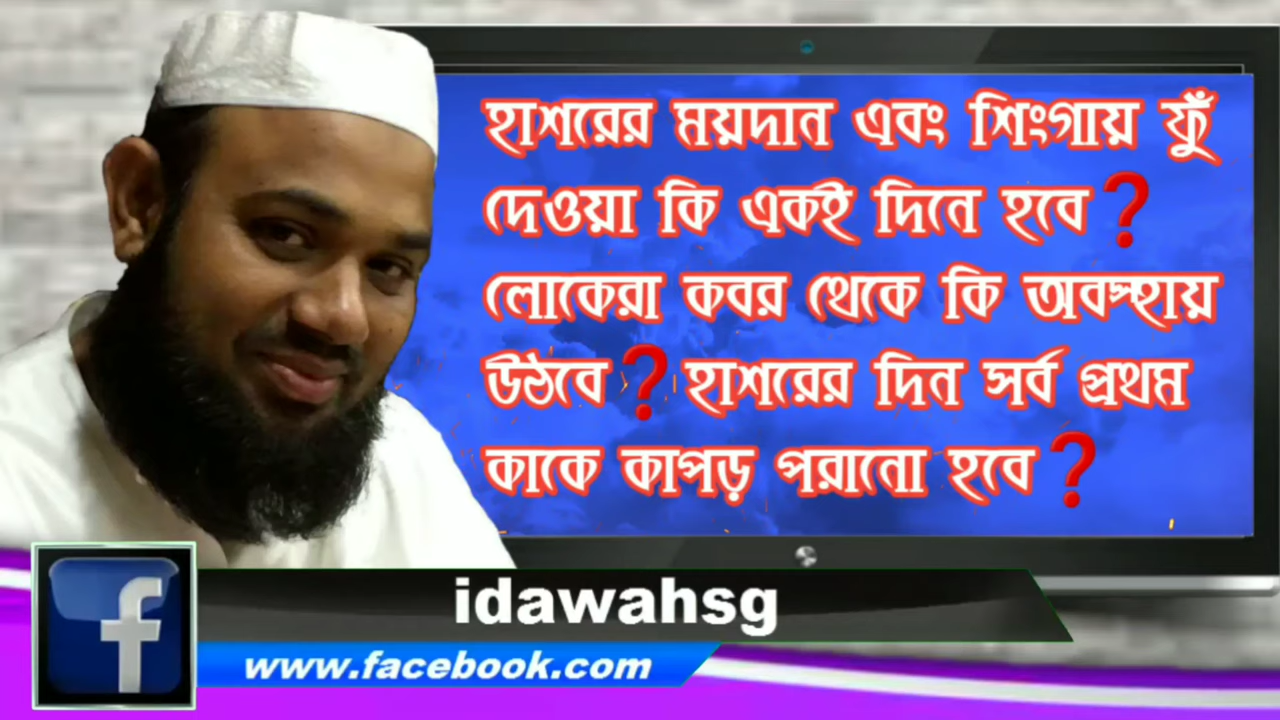 হাশরের ময়দান এবং শিংগায় ফুঁ
দেওয়া কি একই দিনে হবে❓
লোকেরা কবর থেকে কি অবস্হায়
উঠবে❓হাশরের দিন সর্ব প্রথম
কাকে কাপড় পরানো হবে❓
idawahsg
www.facebook.com